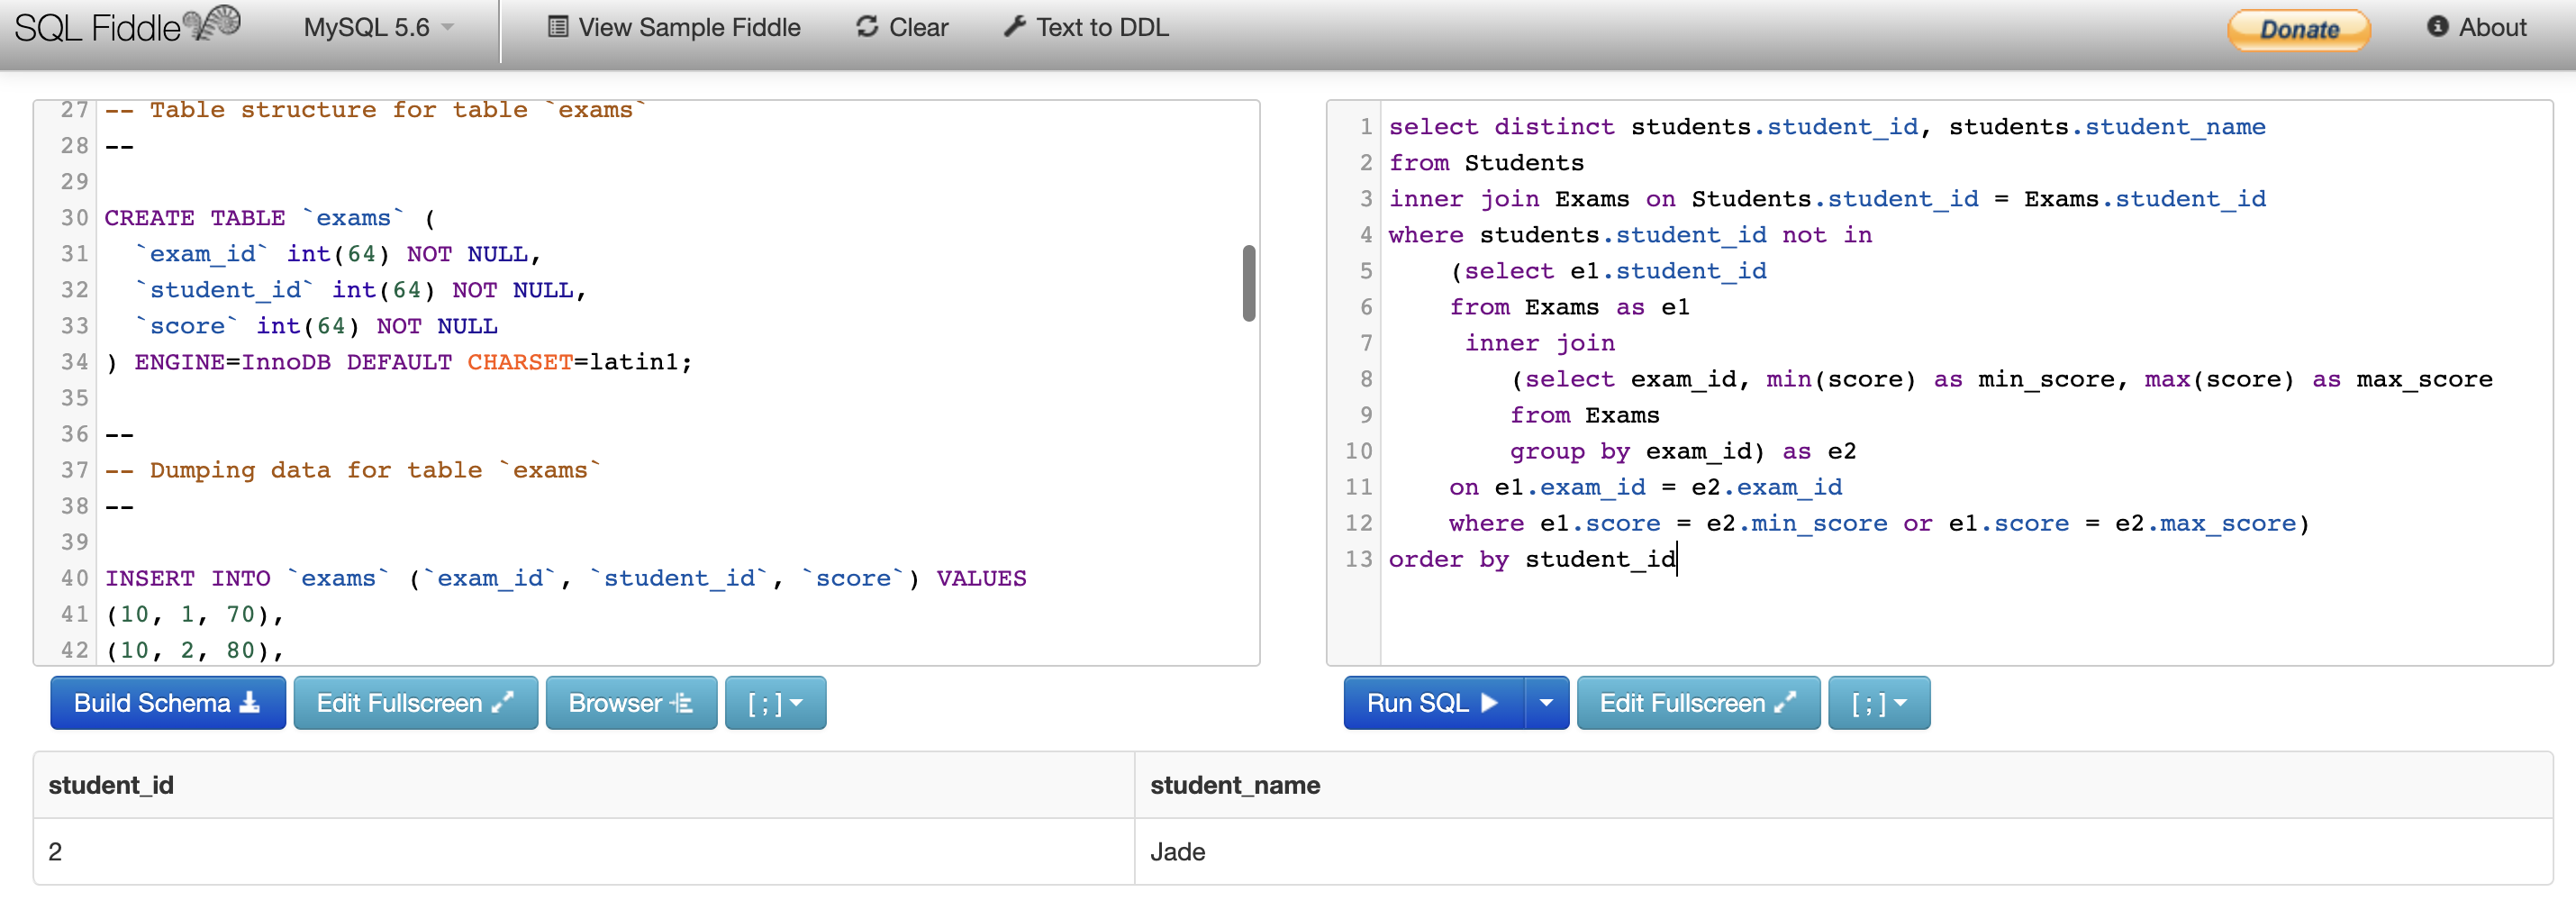 SQL Fiddle MySQL 5.6 View Sample Fiddle Clear Text to DDL Donate About
27 -- Table structure for table `exams`
28 --
29
30 CREATE TABLE `exams` (
31 `exam_id` int(64) NOT NULL,
32 `student_id` int(64) NOT NULL,
33 `score` int(64) NOT NULL
34 ) ENGINE=InnoDB DEFAULT CHARSET=latin1;
35
36 --
37 -- Dumping data for table `exams`
38 --
39
40 INSERT INTO `exams` (`exam_id`, `student_id`, `score`) VALUES
41 (10, 1, 70),
42 (10, 2, 80),
1 select distinct students.student_id, students.student_name
2 from Students
3 inner join Exams on Students.student_id = Exams.student_id
4 where students.student_id not in
5 (select e1.student_id
6 from Exams as e1
7 inner join
8 (select exam_id, min(score) as min_score, max(score) as max_score
9 from Exams
10 group by exam_id) as e2
11 on e1.exam_id = e2.exam_id
12 where e1.score = e2.min_score or e1.score = e2.max_score)
13 order by student_id
Build Schema Edit Fullscreen Browser [ ; ]
Run SQL Edit Fullscreen [ ; ]
student_id student_name
2 Jade